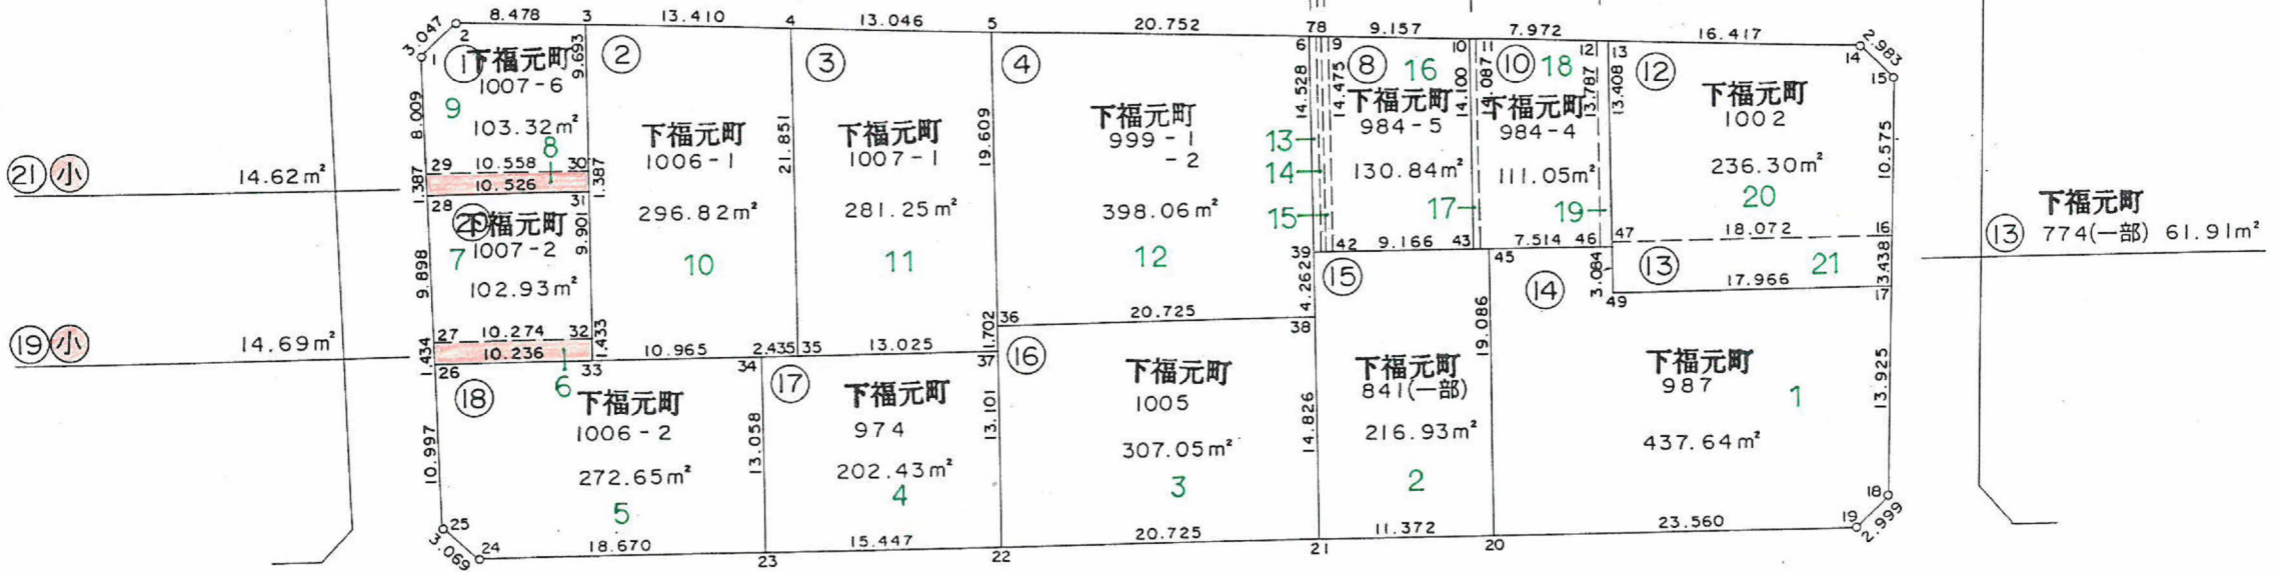 3.047 8.478 3 13.410 4 13.046 5 20.752 7 8 9.157 7.972 16.417 2.983
1 2 6 9 10 11 12 13 14 15
① 下福元町
1007-6
9
103.32㎡
8
8.009
9.693
② 下福元町
1006-1
296.82㎡
10
21.851
③ 下福元町
1007-1
281.25㎡
11
19.609
④ 下福元町
999-1
-2
398.06㎡
12
14.528
13
14
15
14.475
⑧ 16
下福元町
984-5
130.84㎡
17
14.100
14.087
⑩ 18
下福元町
984-4
111.05㎡
19
13.787
13.408
⑫ 下福元町
1002
236.30㎡
20
10.575
㉑ 小 14.62㎡
29 10.558 30
1.387 10.526 1.387
28 31
⑳ 下福元町
1007-2
7
102.93㎡
9.898
9.901
39 42 9.166 43 7.514 46 47 18.072 16
45
⑬ 21
3.084
3.438
49 17.966 17
下福元町
⑬ 774(一部) 61.91㎡
4.262
⑮
⑭
⑲ 小 14.69㎡
27 10.274 32
1.434 10.236 1.433
26 6 33 10.965 34 2.435 35 13.025 37
1.702
36 20.725 38
⑱ 下福元町
1006-2
272.65㎡
5
10.997
13.058
⑰ 下福元町
974
202.43㎡
4
13.101
⑯ 下福元町
1005
307.05㎡
3
14.826
下福元町
841(一部)
216.93㎡
2
19.086
下福元町
987
1
437.64㎡
13.925
25
3.069 24 18.670 23 15.447 22 20.725 21 11.372 20 23.560 19 2.999
18